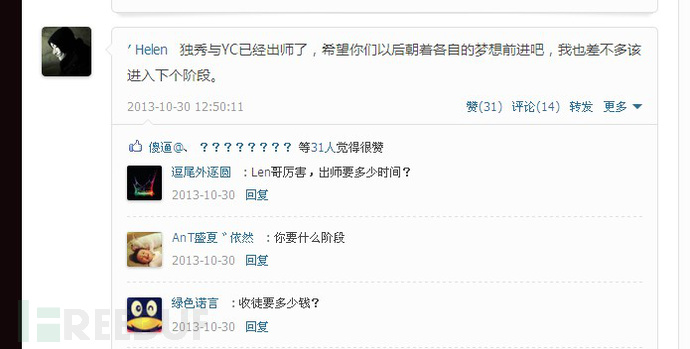 ′ Helen 独秀与YC已经出师了，希望你们以后朝着各自的梦想前进吧，我也差不多该
进入下个阶段。
2013-10-30 12:50:11 赞(31) 评论(14) 转发 更多
傻逼@、 ？？？？？？？？ 等31人觉得很赞
逗尾外逐圆 ：Len哥厉害，出师要多少时间？
2013-10-30 回复
AnT盛夏〞依然 ：你要什么阶段
2013-10-30 回复
绿色诺言 ：收徒要多少钱？
2013-10-30 回复
FREEBUF